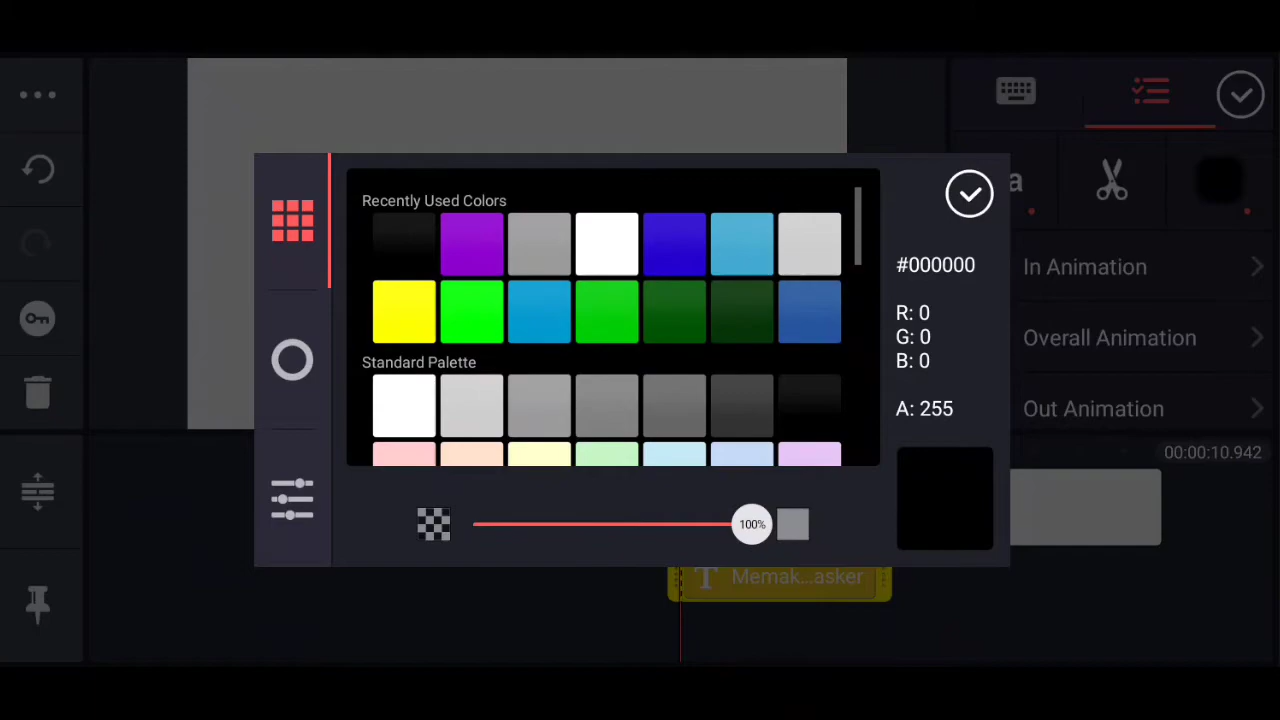 a
Recently Used Colors
#000000
In Animation
R: 0
G: 0
B: 0
Overall Animation
Standard Palette
A: 255
Out Animation
00:00:10.942
100%
T Memak...asker